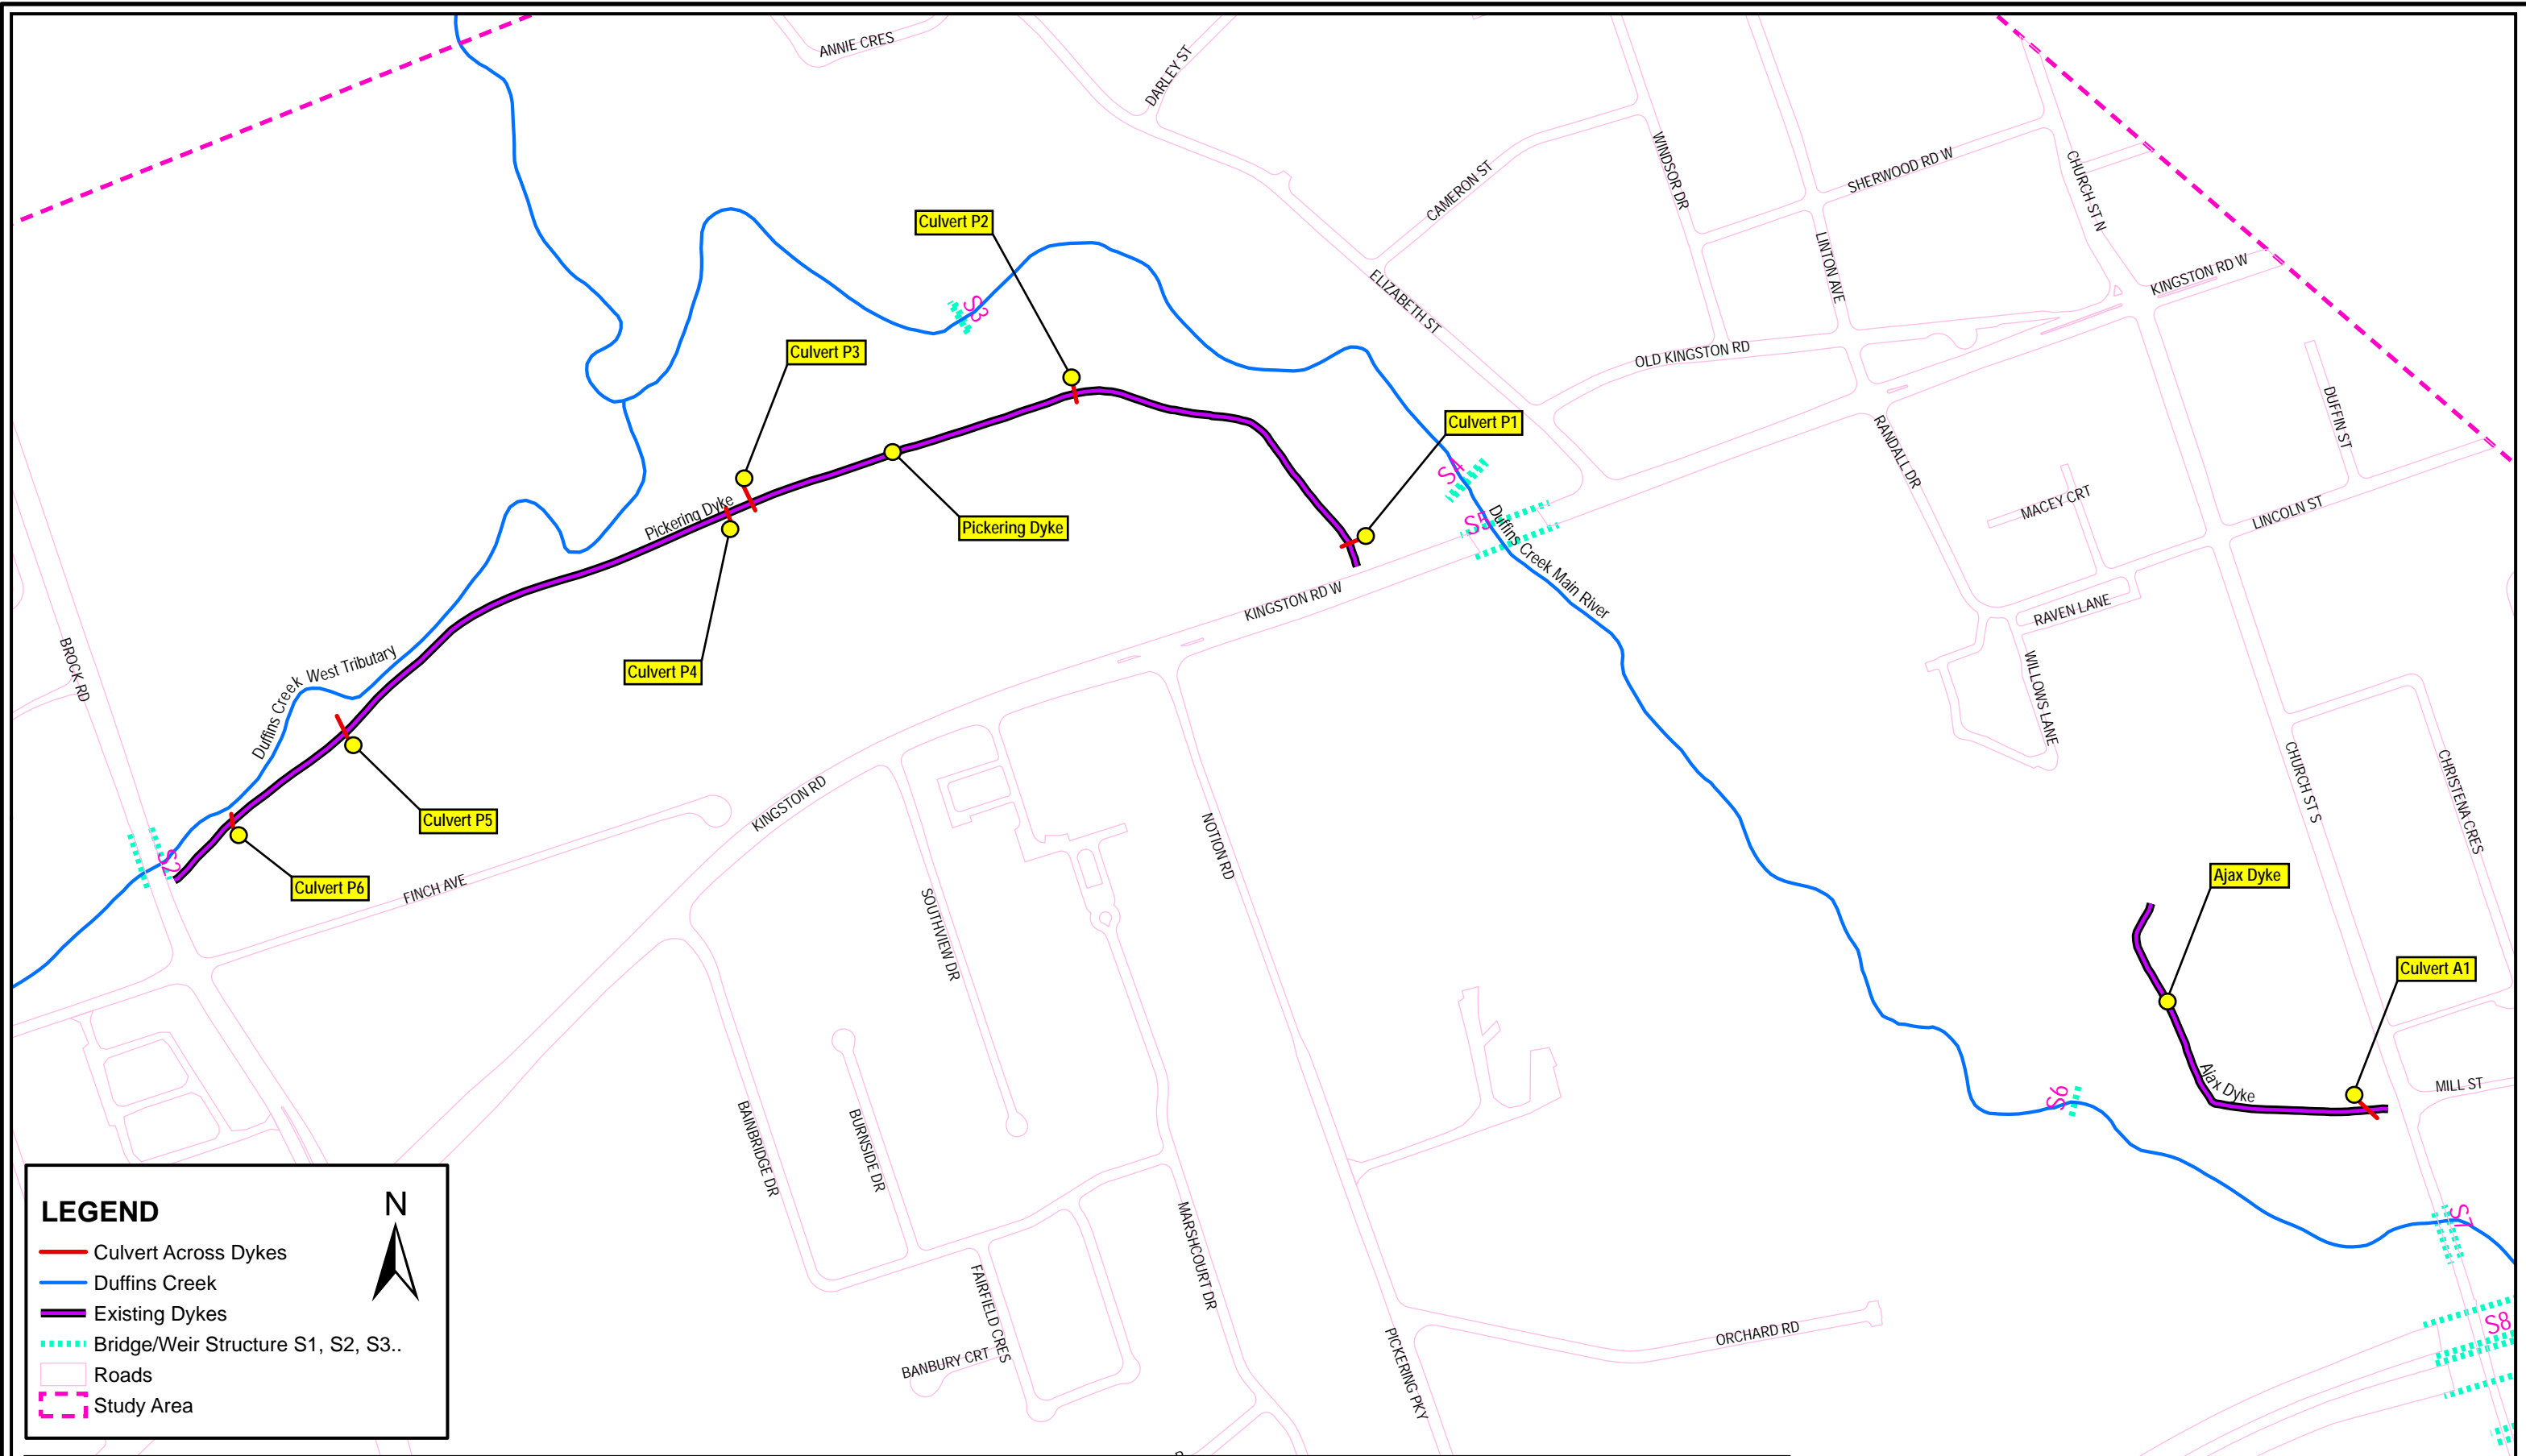 ANNIE CRES
DARLEY ST
WINDSOR DR
SHERWOOD RD W
CHURCH ST N
CAMERON ST
Culvert P2
LINTON AVE
KINGSTON RD W
ELIZABETH ST
S3
Culvert P3
OLD KINGSTON RD
DUFFIN ST
Culvert P1
RANDALL DR
S4
Pickering Dyke
Pickering Dyke
S5
MACEY CRT
LINCOLN ST
Duffins Creek Main River
KINGSTON RD W
RAVEN LANE
BROCK RD
Culvert P4
Duffins Creek West Tributary
WILLOWS LANE
CHURCH ST S
CHRISTENA CRES
KINGSTON RD
Culvert P5
NOTION RD
S2
Culvert P6
FINCH AVE
SOUTHVIEW DR
Ajax Dyke
Culvert A1
Ajax Dyke
MILL ST
S6
BAINBRIDGE DR
BURNSIDE DR
MARSHCOURT DR
S7
FAIRFIELD CRES
BANBURY CRT
PICKERING PKY
ORCHARD RD
S8
LEGEND
N
Culvert Across Dykes
Duffins Creek
Existing Dykes
Bridge/Weir Structure S1, S2, S3..
Roads
Study Area